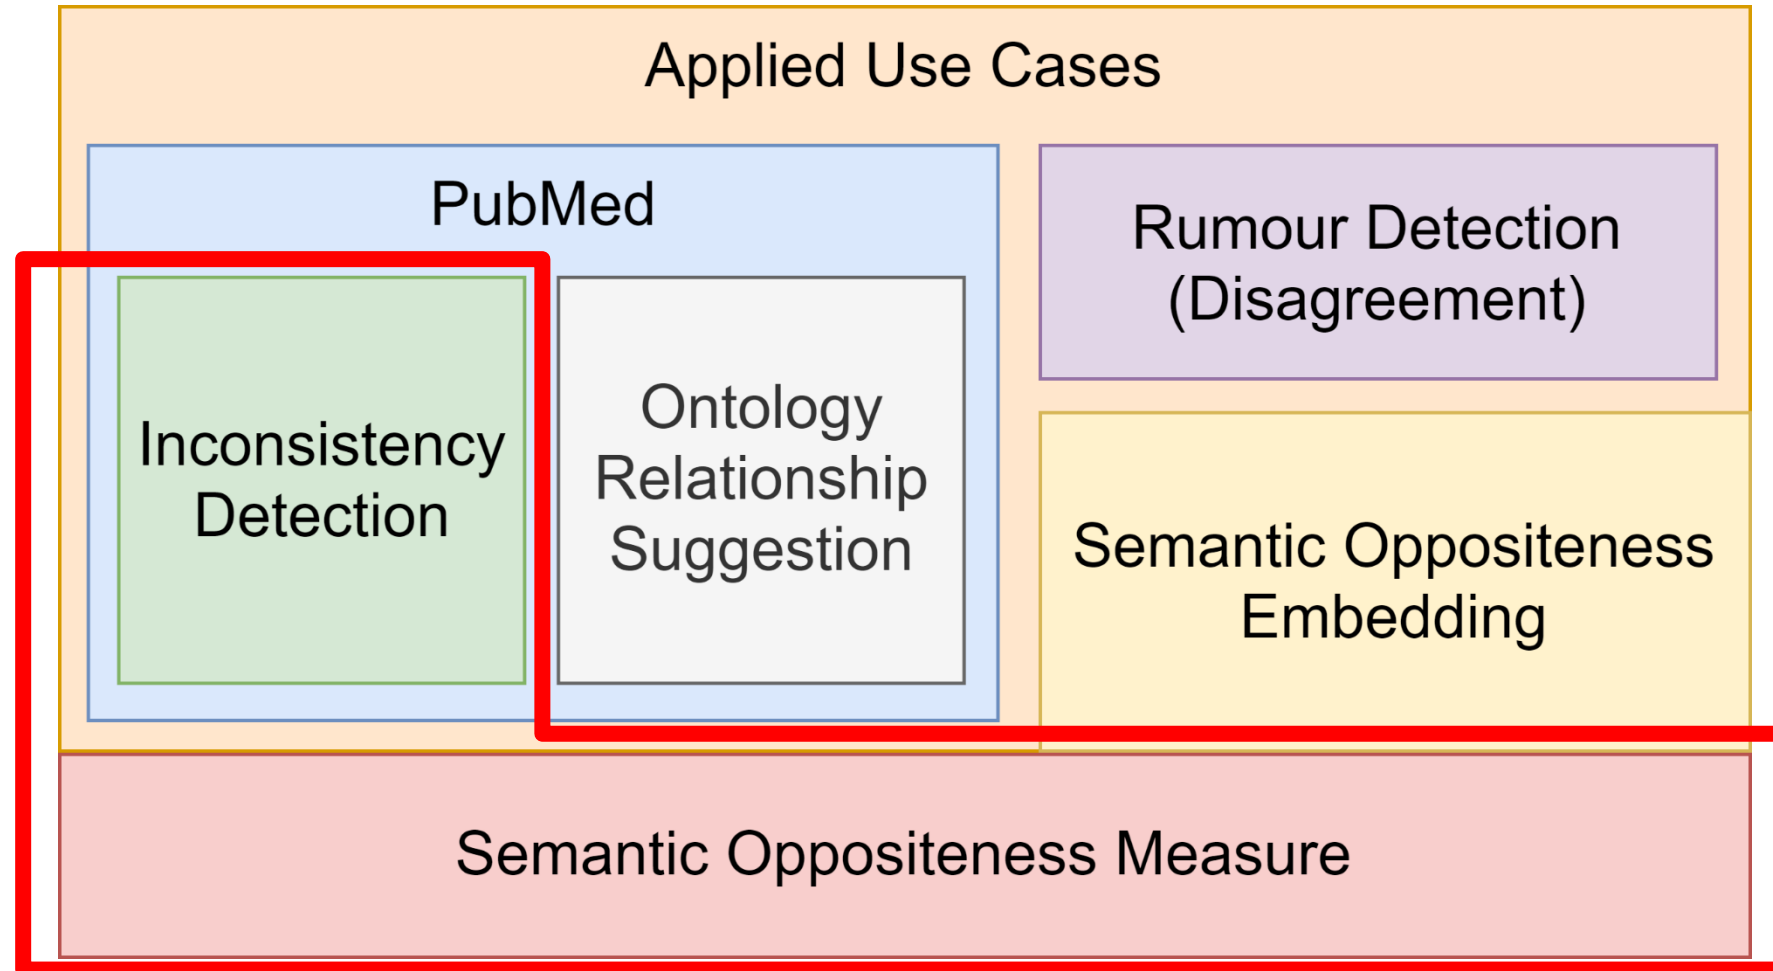 Applied Use Cases
PubMed
Inconsistency
Detection
Ontology
Relationship
Suggestion
Rumour Detection
(Disagreement)
Semantic Oppositeness
Embedding
Semantic Oppositeness Measure